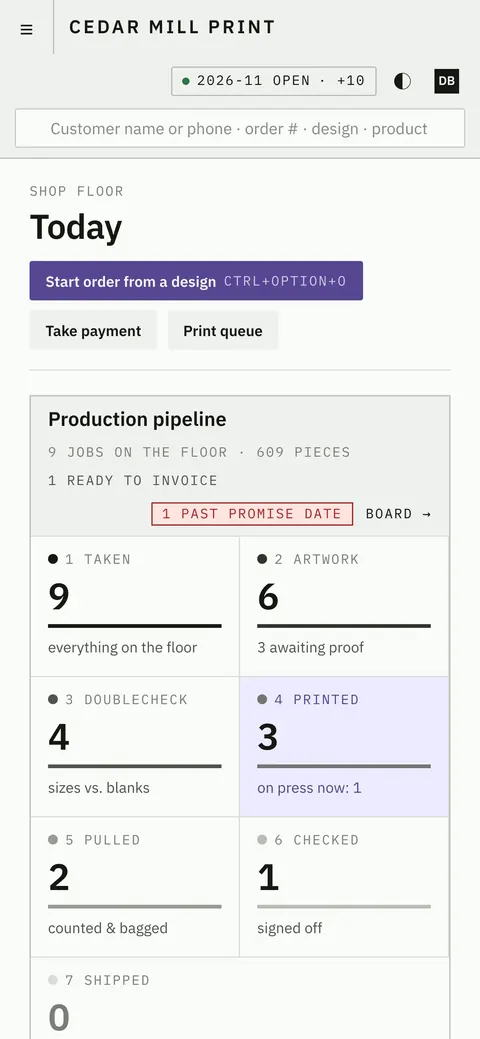 ≡ CEDAR MILL PRINT
2026-11 OPEN · +10
DB
Customer name or phone · order # · design · product
SHOP FLOOR
Today
Start order from a design CTRL+OPTION+O
Take payment
Print queue
Production pipeline
9 JOBS ON THE FLOOR · 609 PIECES
1 READY TO INVOICE
1 PAST PROMISE DATE
BOARD →
1 TAKEN
9
everything on the floor
2 ARTWORK
6
3 awaiting proof
3 DOUBLECHECK
4
sizes vs. blanks
4 PRINTED
3
on press now: 1
5 PULLED
2
counted & bagged
6 CHECKED
1
signed off
7 SHIPPED
0